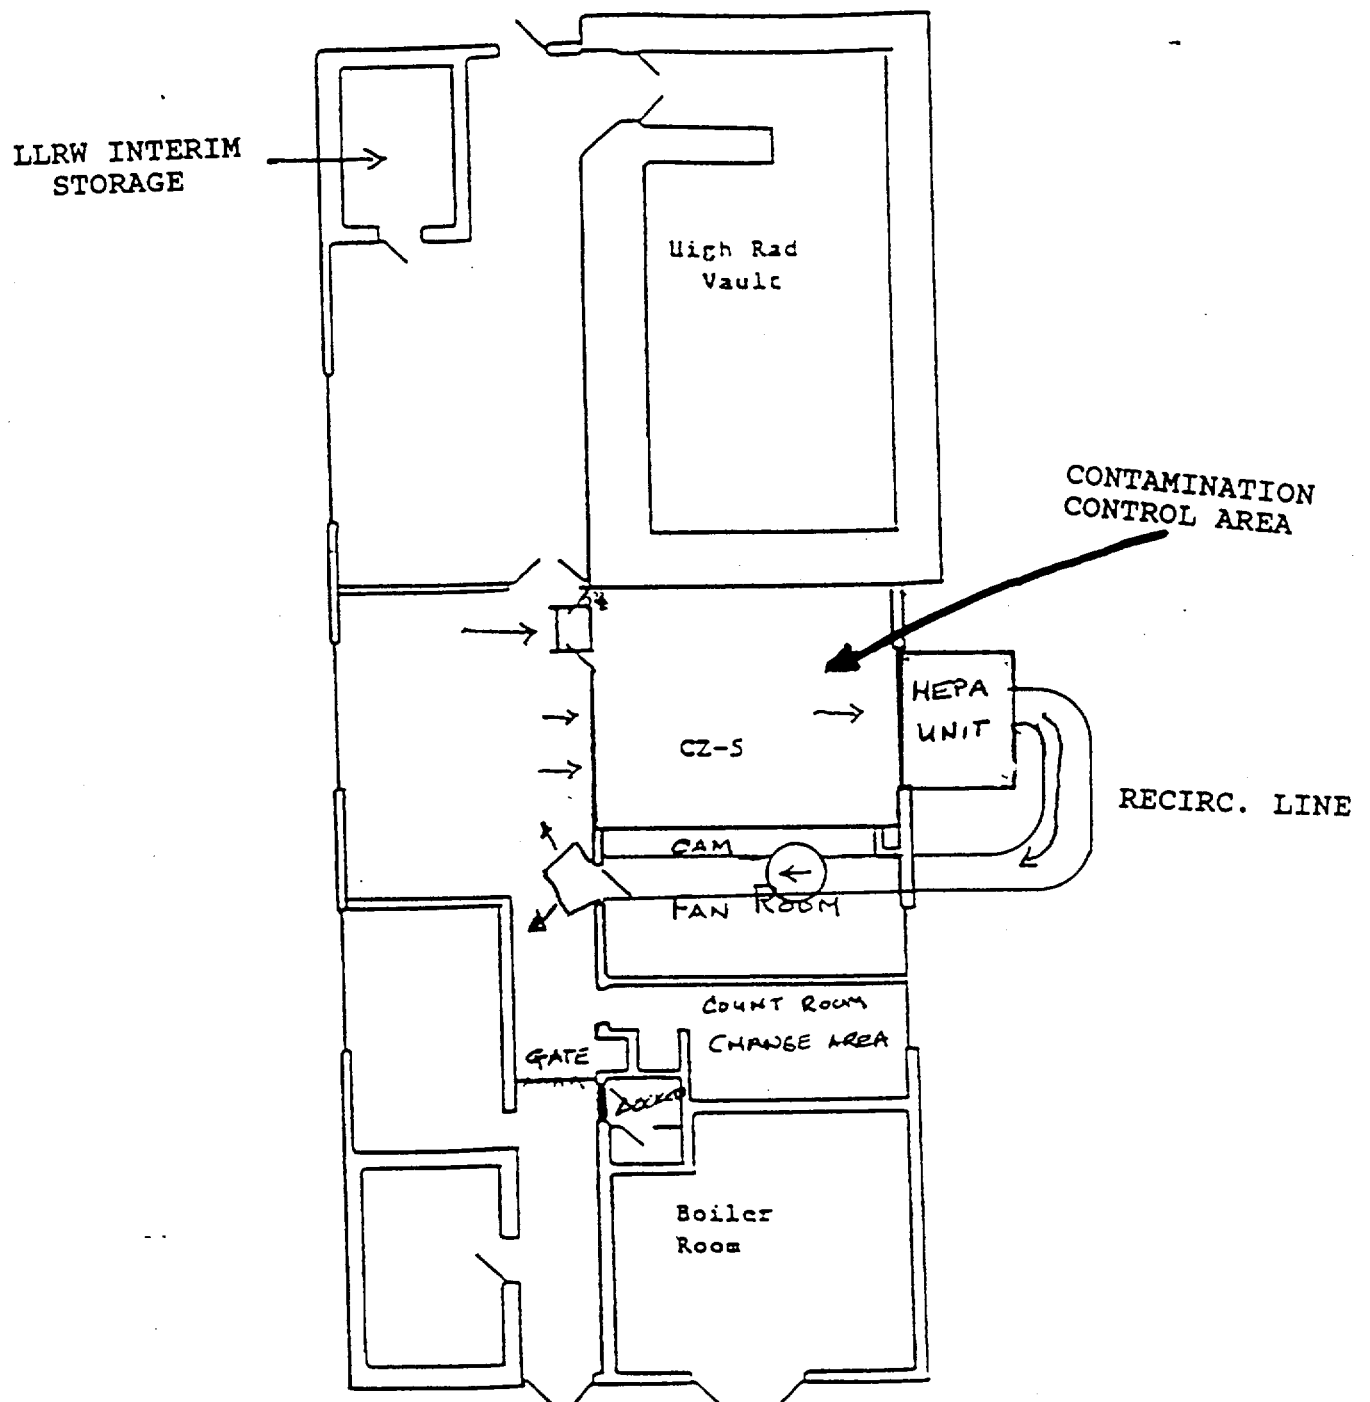 LLRW INTERIM
STORAGE
High Rad
Vault
CONTAMINATION
CONTROL AREA
HEPA
UNIT
CZ-5
RECIRC. LINE
CAM
FAN ROOM
COUNT ROOM
CHANGE AREA
GATE
Boiler
Room